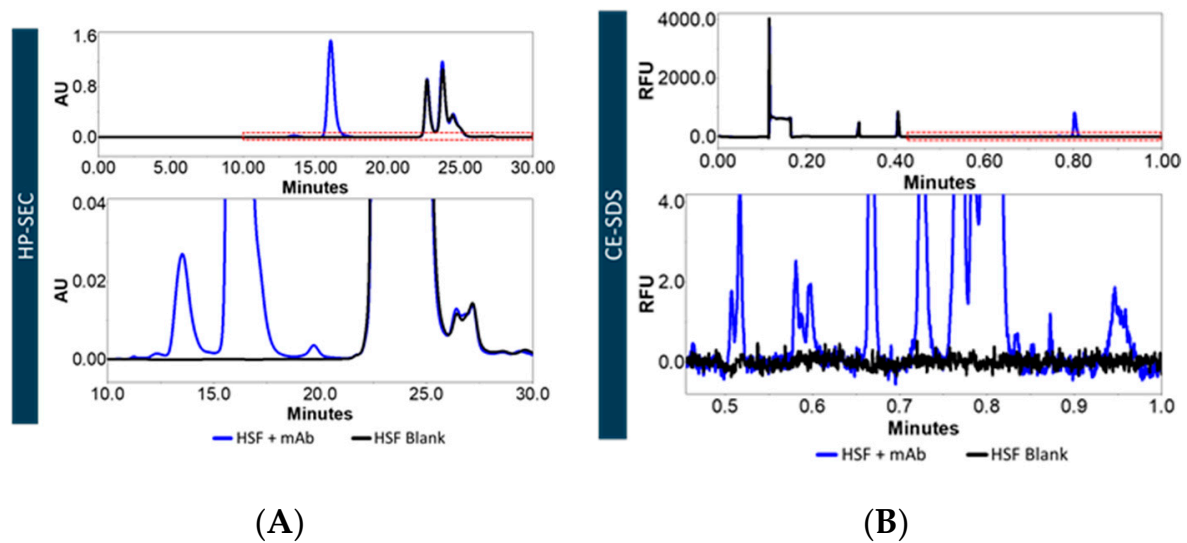 HP-SEC
AU
1.6
0.8
0.0
0.00 5.00 10.00 15.00 20.00 25.00 30.00
Minutes
AU
0.04
0.02
0.00
10.0 15.0 20.0 25.0 30.0
Minutes
HSF + mAb HSF Blank
(A)
CE-SDS
RFU
4000.0
2000.0
0.0
0.00 0.20 0.40 0.60 0.80 1.00
Minutes
RFU
4.0
2.0
0.0
0.5 0.6 0.7 0.8 0.9 1.0
Minutes
HSF + mAb HSF Blank
(B)